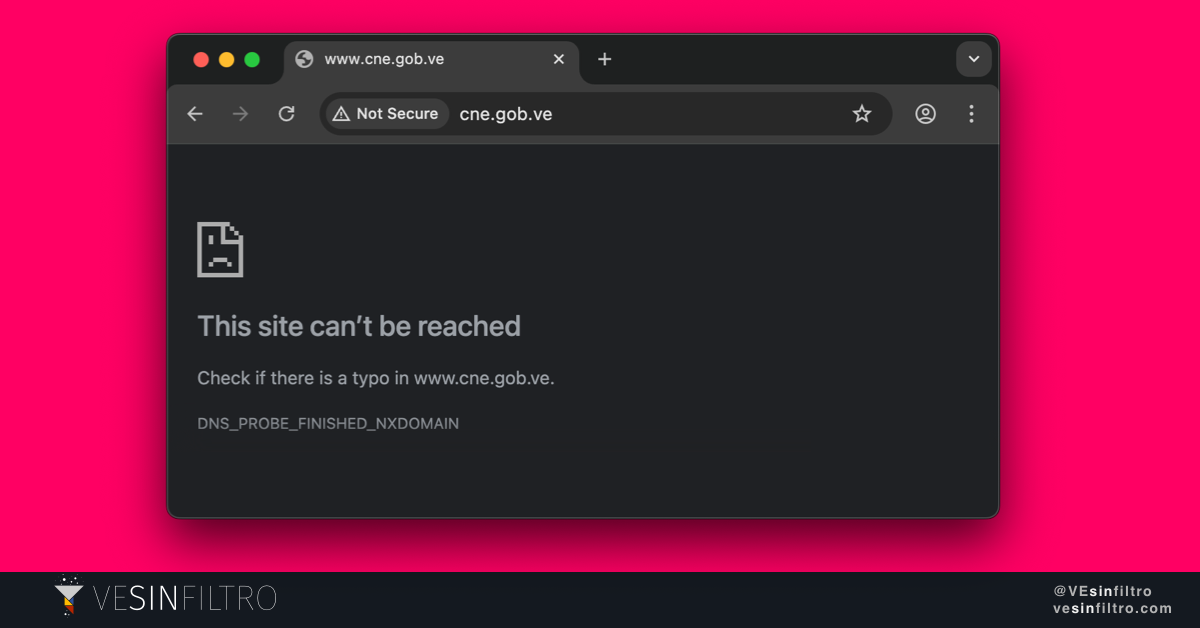 www.cne.gob.ve
Not Secure cne.gob.ve
This site can’t be reached
Check if there is a typo in www.cne.gob.ve.
DNS_PROBE_FINISHED_NXDOMAIN
VESINFILTRO
@VEsinfiltro
vesinfiltro.com